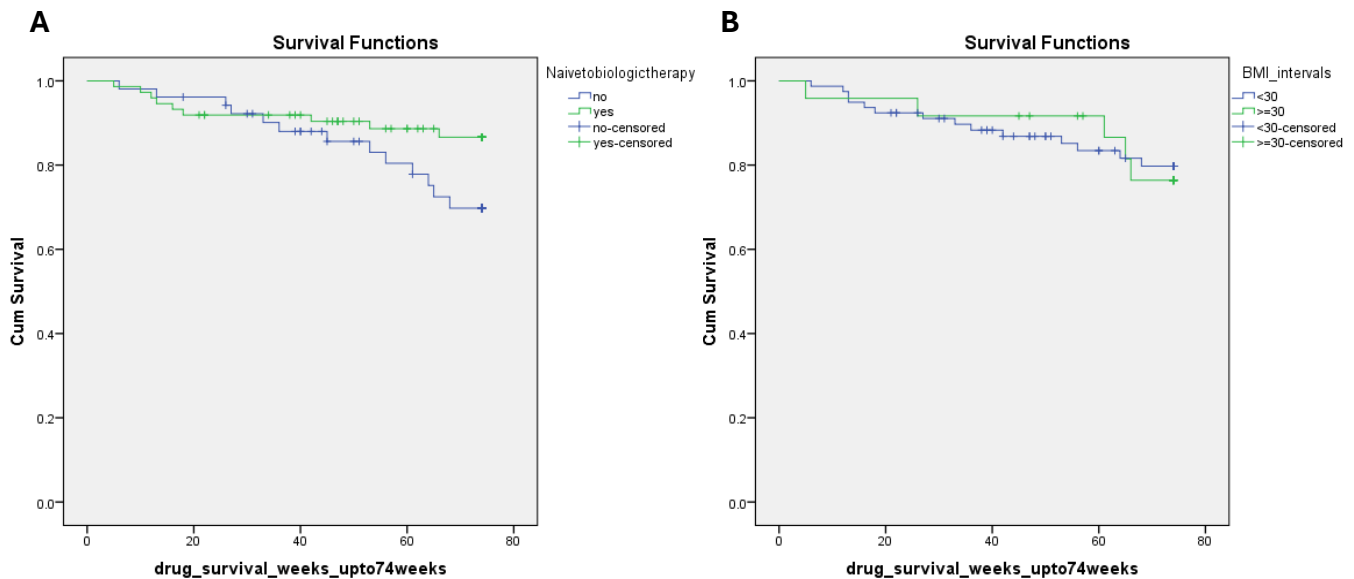 A
Survival Functions
Naivetobiologictherapy
no
yes
no-censored
yes-censored
1.0
0.8
0.6
0.4
0.2
0.0
Cum Survival
0 20 40 60 80
drug_survival_weeks_upto74weeks
B
Survival Functions
BMI_intervals
<30
>=30
<30-censored
>=30-censored
1.0
0.8
0.6
0.4
0.2
0.0
Cum Survival
0 20 40 60 80
drug_survival_weeks_upto74weeks